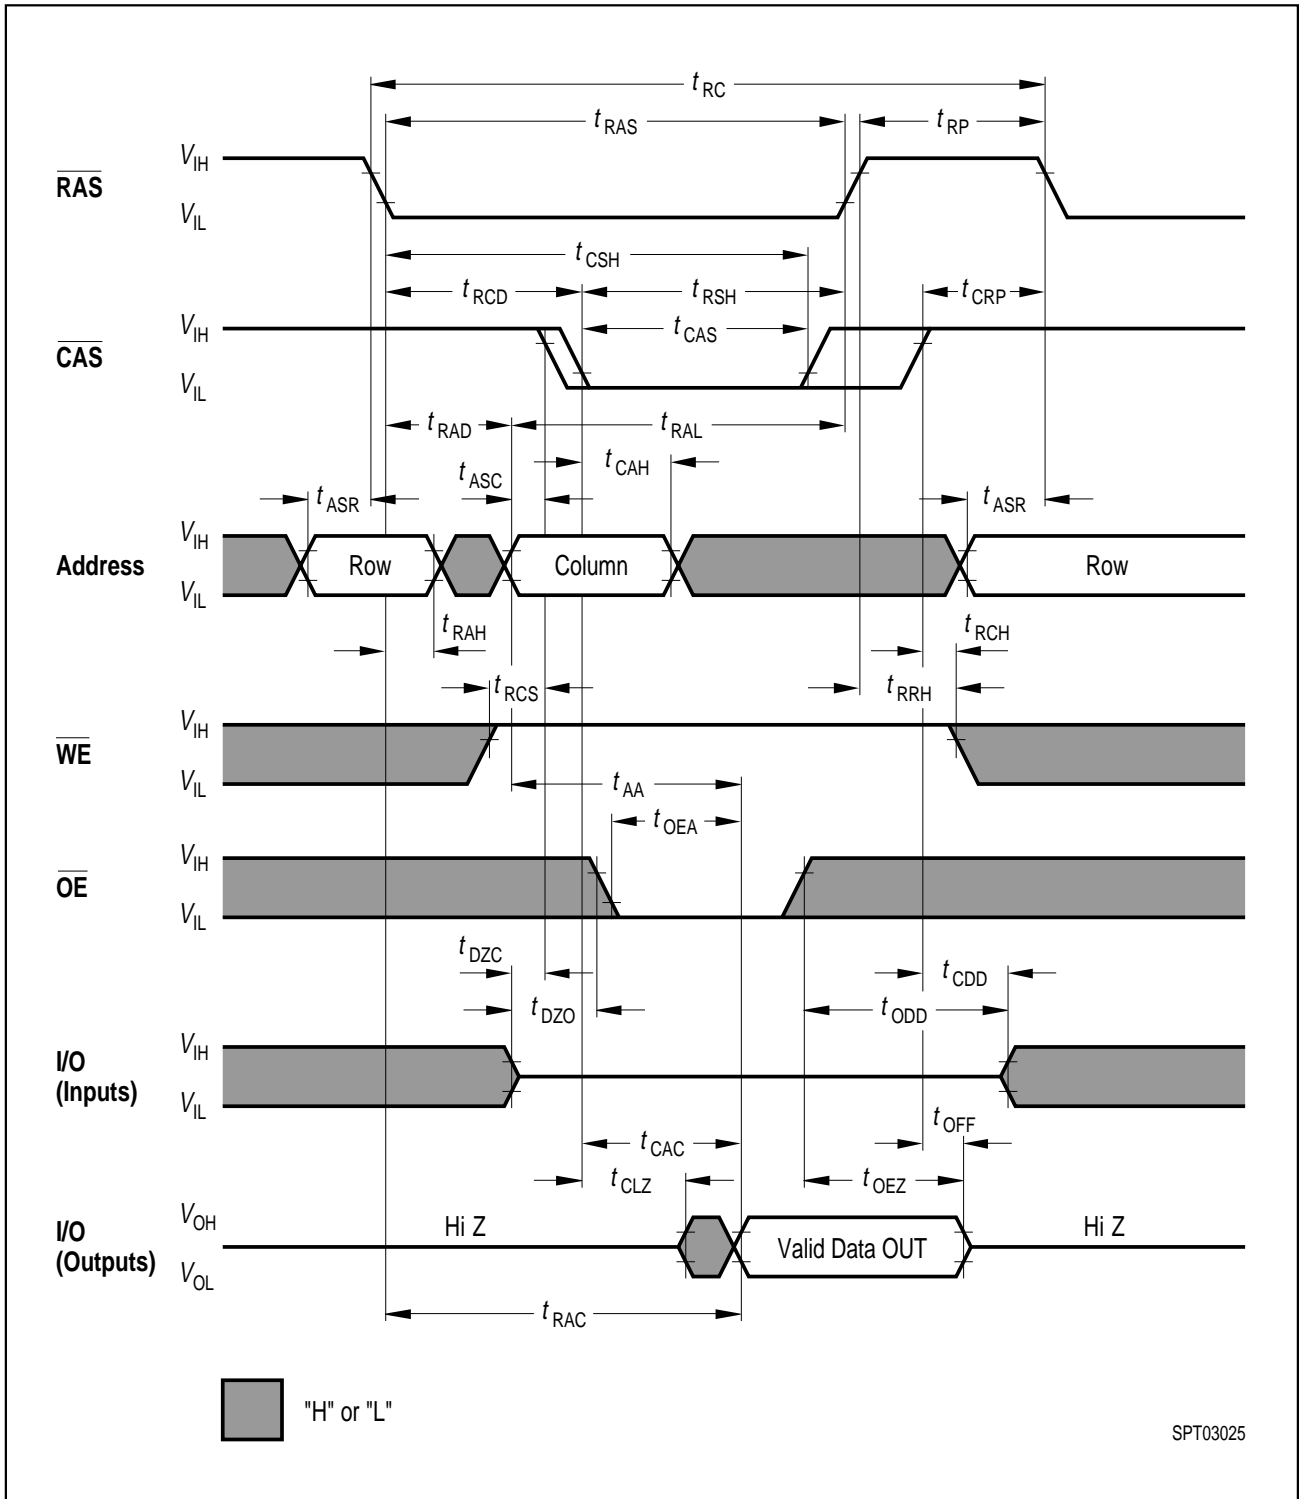 tRC
tRAS
tRP
VIH
RAS
VIL
tCSH
tRCD
tRSH
tCRP
VIH
tCAS
CAS
VIL
tRAD
tRAL
tCAH
tASC
tASR
tASR
VIH
Address
Row
Column
Row
VIL
tRAH
tRCH
tRCS
tRRH
VIH
WE
VIL
tAA
tOEA
VIH
OE
VIL
tDZC
tCDD
tDZO
tODD
VIH
I/O
(Inputs)
VIL
tOFF
tCAC
tCLZ
tOEZ
VOH
I/O
(Outputs)
Hi Z
Valid Data OUT
Hi Z
VOL
tRAC
"H" or "L"
SPT03025